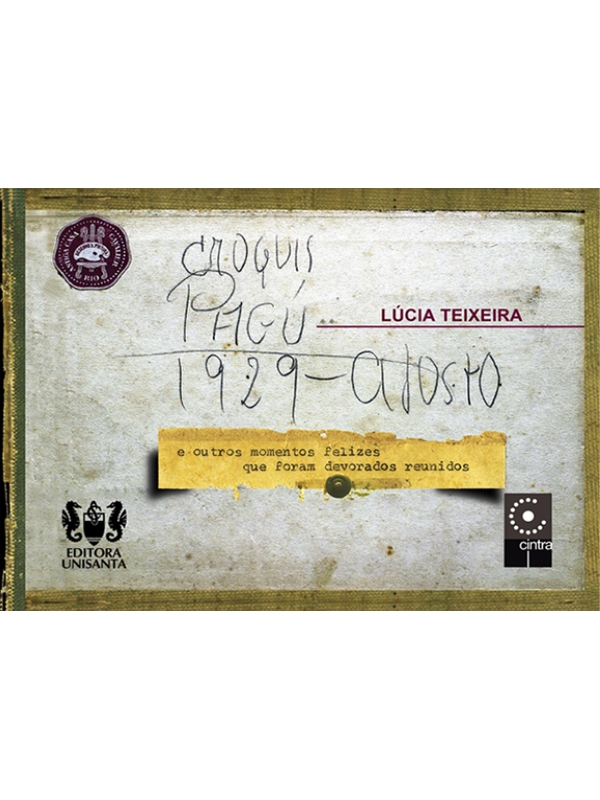 CROQUIS
PAGÚ
LÚCIA TEIXEIRA
1929-AGOSTO
e outros momentos felizes
que foram devorados reunidos
EDITORA
UNISANTA
cintra